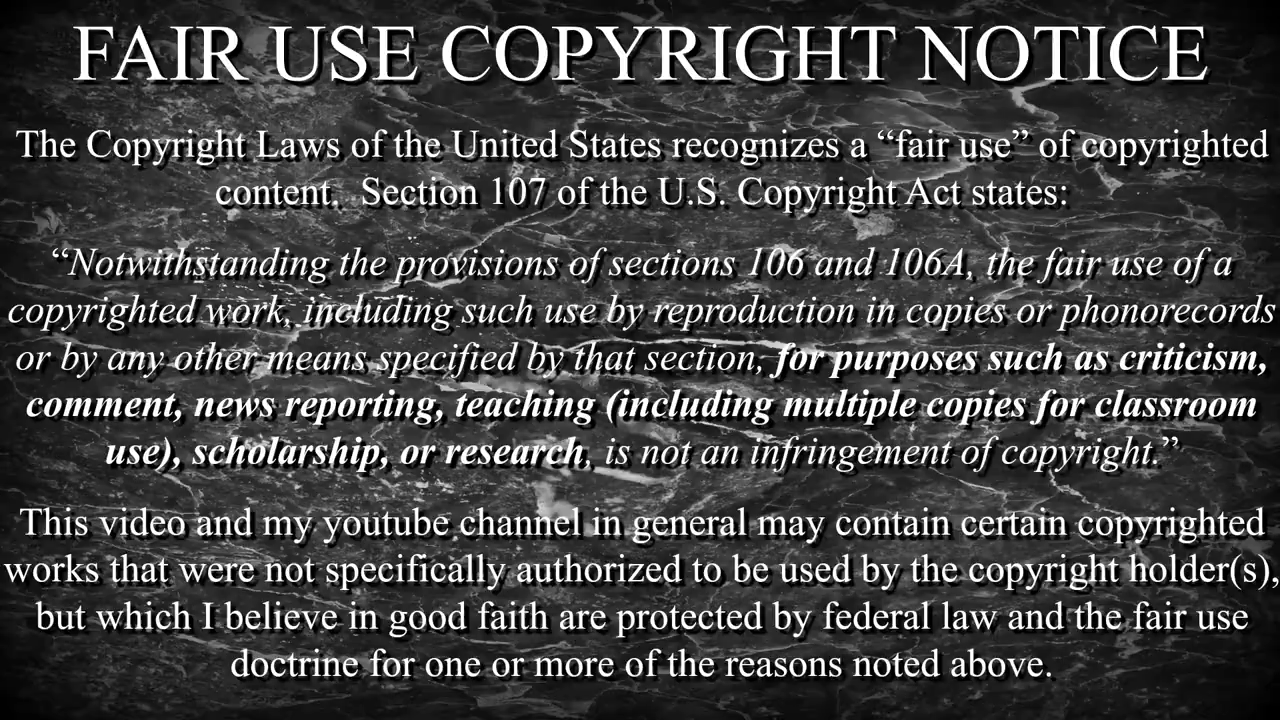 FAIR USE COPYRIGHT NOTICE
The Copyright Laws of the United States recognizes a “fair use” of copyrighted
content.  Section 107 of the U.S. Copyright Act states:
“Notwithstanding the provisions of sections 106 and 106A, the fair use of a
copyrighted work, including such use by reproduction in copies or phonorecords
or by any other means specified by that section, for purposes such as criticism,
comment, news reporting, teaching (including multiple copies for classroom
use), scholarship, or research, is not an infringement of copyright.”
This video and my youtube channel in general may contain certain copyrighted
works that were not specifically authorized to be used by the copyright holder(s),
but which I believe in good faith are protected by federal law and the fair use
doctrine for one or more of the reasons noted above.